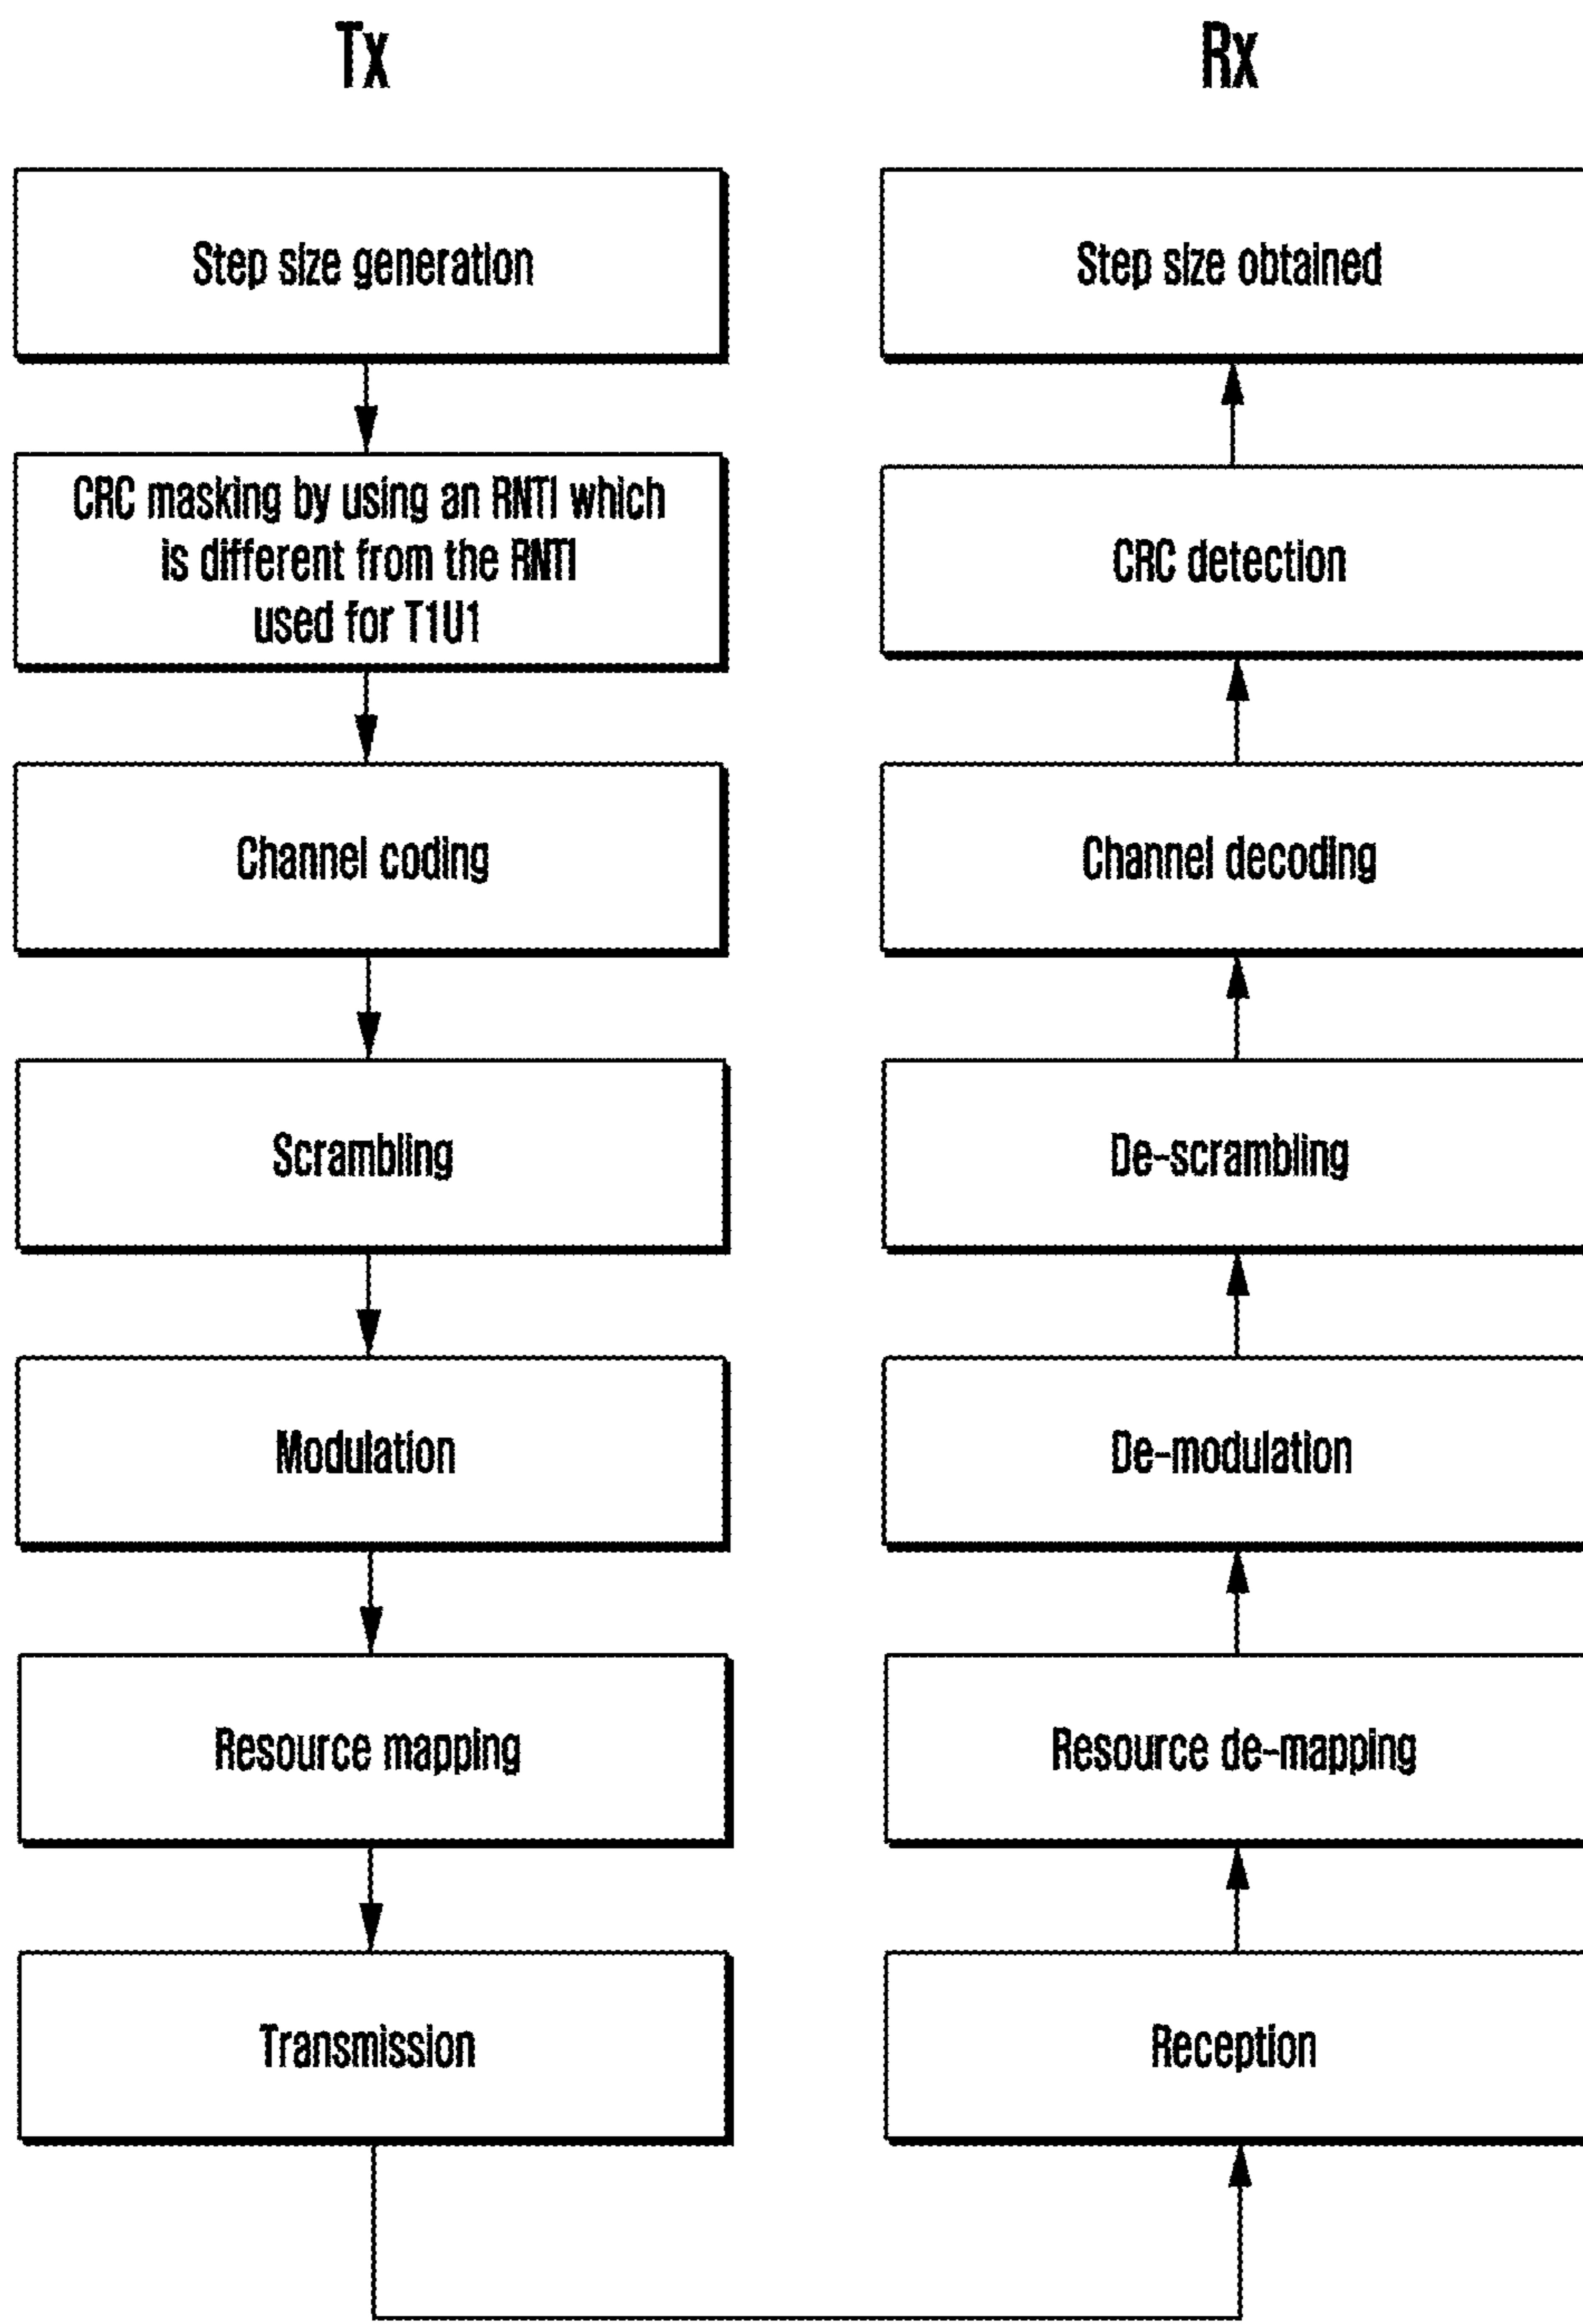 Tx
Step size generation
CRC masking by using an RNTI which
is different from the RNTI
used for T1U1
Channel coding
Scrambling
Modulation
Resource mapping
Transmission
Rx
Step size obtained
CRC detection
Channel decoding
De-scrambling
De-modulation
Resource de-mapping
Reception